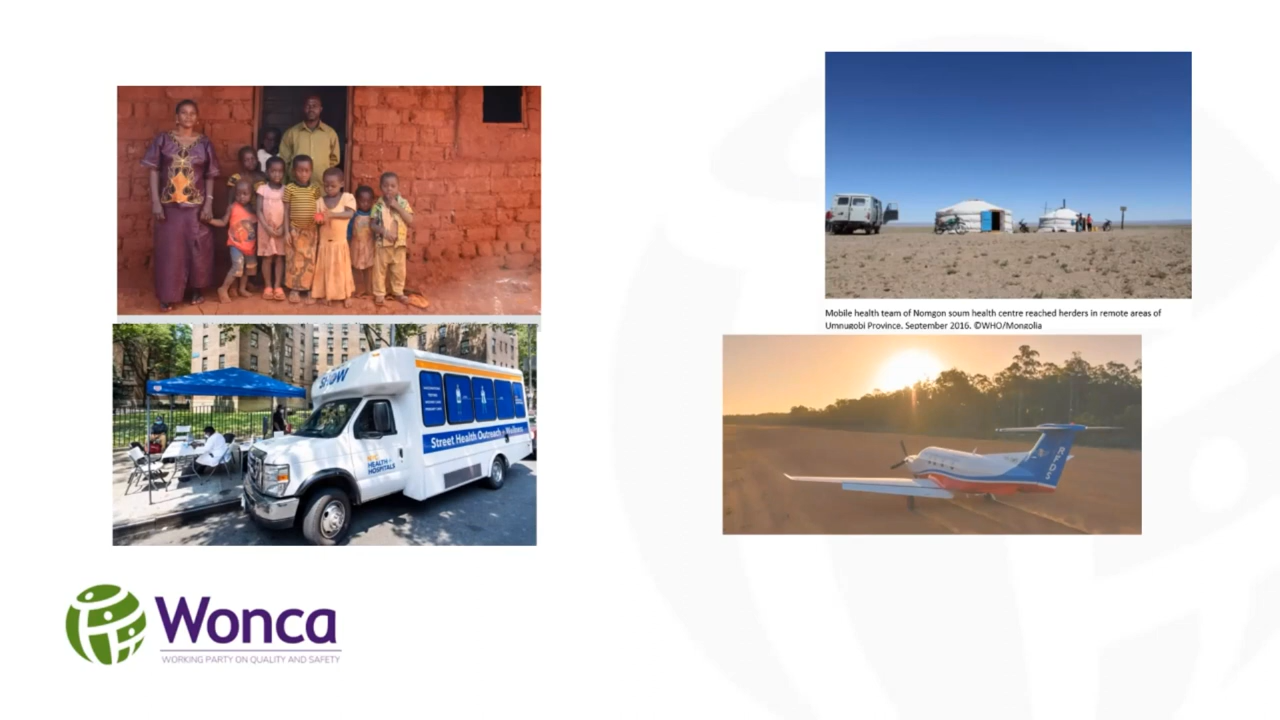 Mobile health team of Nomgon soum health centre reached herders in remote areas of
Umnugobi Province. September 2016. ©WHO/Mongolia
SHOW
Street Health Outreach + Wellness
NYC
HEALTH+
HOSPITALS
RFDS
Wonca
WORKING PARTY ON QUALITY AND SAFETY